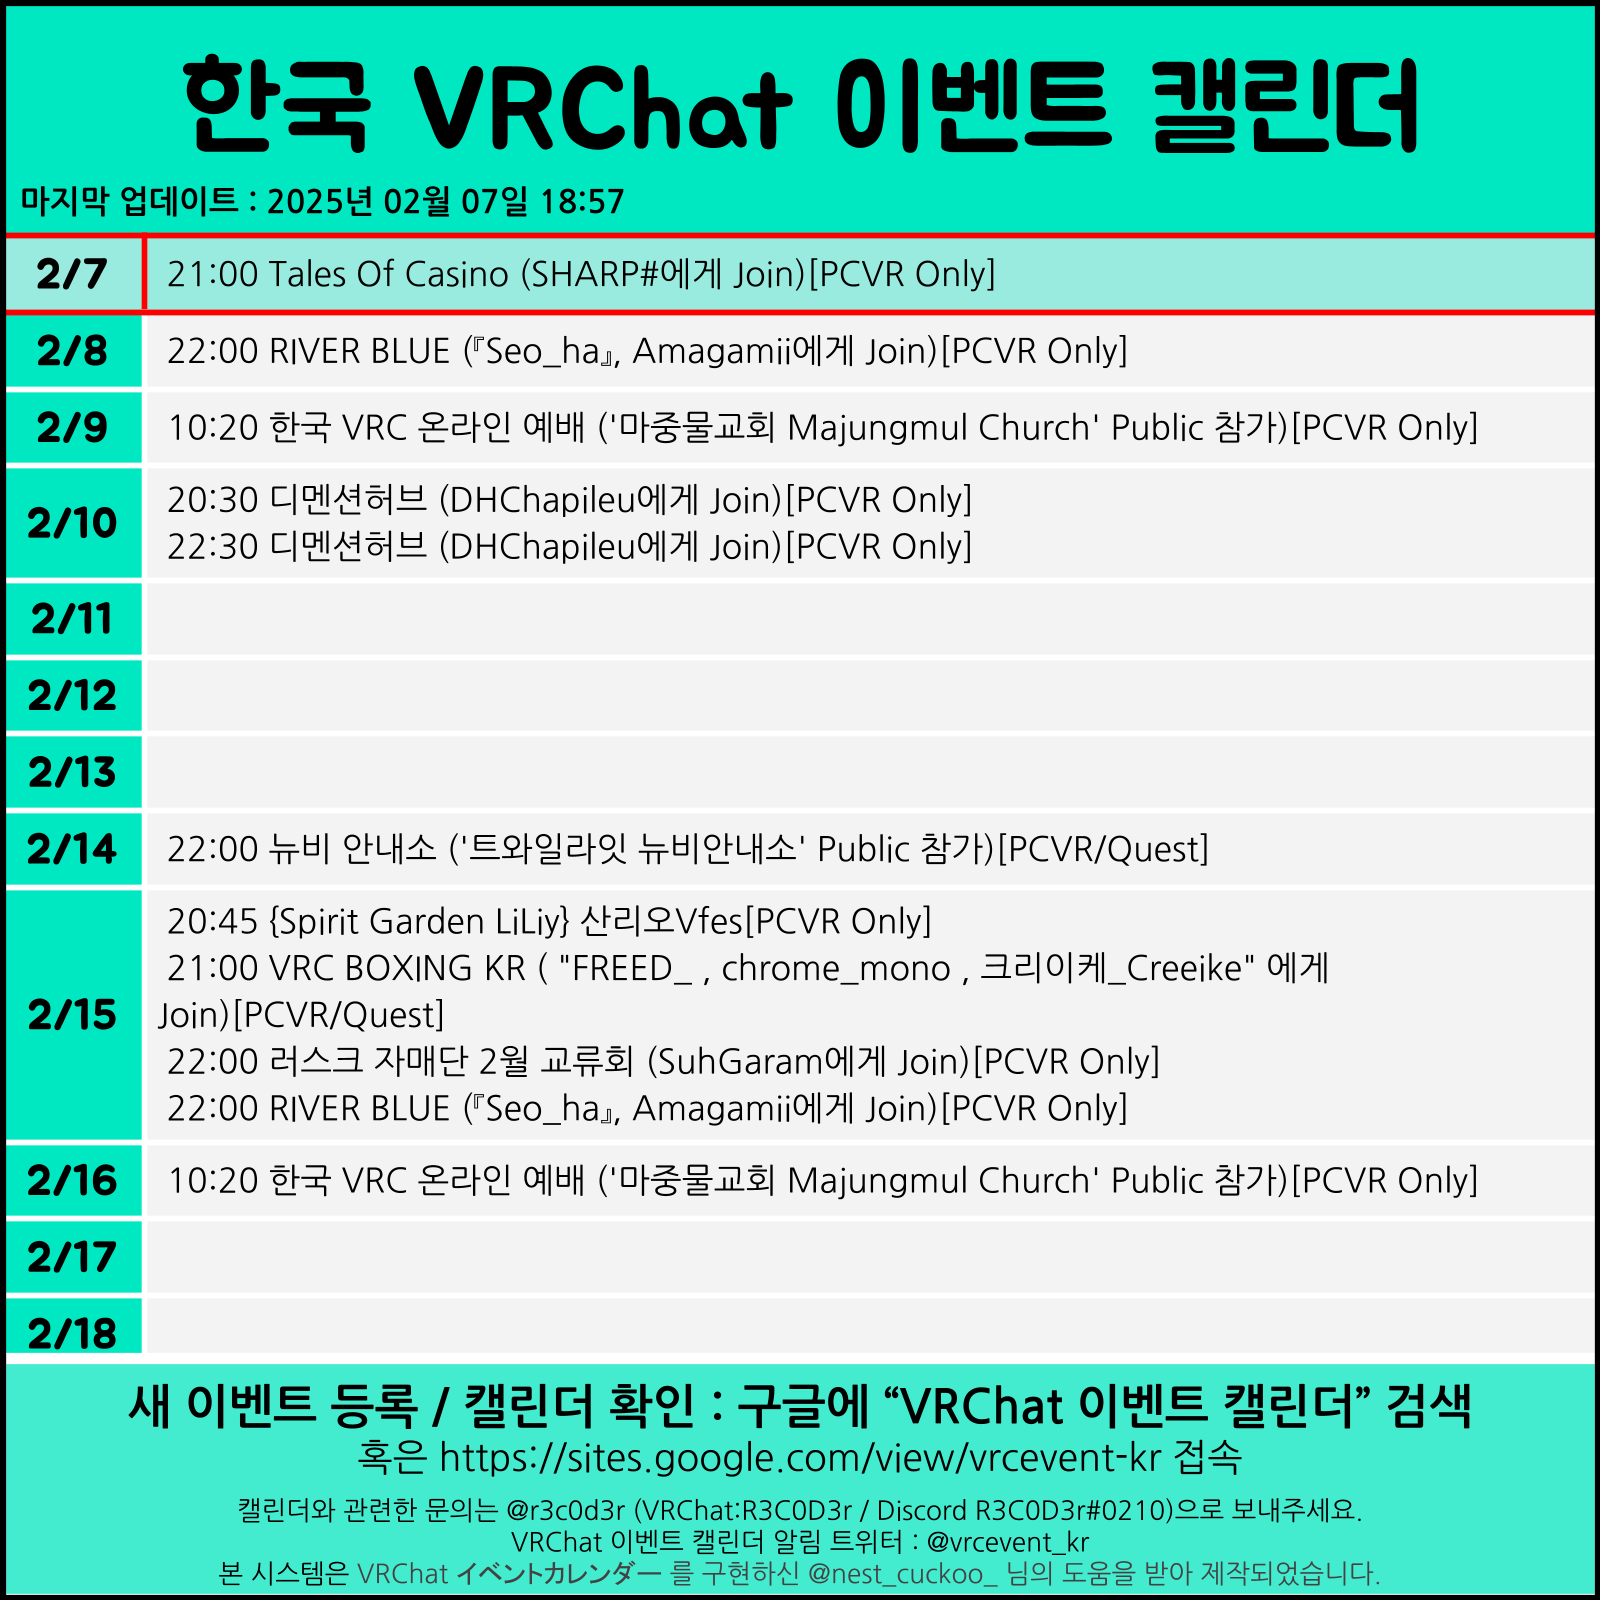 한국 VRChat 이벤트 캘린더
마지막 업데이트 : 2025년 02월 07일 18:57
2/7
21:00 Tales Of Casino (SHARP#에게 Join)[PCVR Only]
2/8
22:00 RIVER BLUE (『Seo_ha』, Amagamii에게 Join)[PCVR Only]
2/9
10:20 한국 VRC 온라인 예배 ('마중물교회 Majungmul Church' Public 참가)[PCVR Only]
2/10
20:30 디멘션허브 (DHChapileu에게 Join)[PCVR Only]
22:30 디멘션허브 (DHChapileu에게 Join)[PCVR Only]
2/11
2/12
2/13
2/14
22:00 뉴비 안내소 ('트와일라잇 뉴비안내소' Public 참가)[PCVR/Quest]
2/15
20:45 {Spirit Garden LiLiy} 산리오Vfes[PCVR Only]
21:00 VRC BOXING KR ( "FREED_ , chrome_mono , 크리이케_Creeike" 에게
Join)[PCVR/Quest]
22:00 러스크 자매단 2월 교류회 (SuhGaram에게 Join)[PCVR Only]
22:00 RIVER BLUE (『Seo_ha』, Amagamii에게 Join)[PCVR Only]
2/16
10:20 한국 VRC 온라인 예배 ('마중물교회 Majungmul Church' Public 참가)[PCVR Only]
2/17
2/18
새 이벤트 등록 / 캘린더 확인 : 구글에 “VRChat 이벤트 캘린더” 검색
혹은 https://sites.google.com/view/vrcevent-kr 접속
캘린더와 관련한 문의는 @r3c0d3r (VRChat:R3C0D3r / Discord R3C0D3r#0210)으로 보내주세요.
VRChat 이벤트 캘린더 알림 트위터 : @vrcevent_kr
본 시스템은 VRChat イベントカレンダー 를 구현하신 @nest_cuckoo_ 님의 도움을 받아 제작되었습니다.